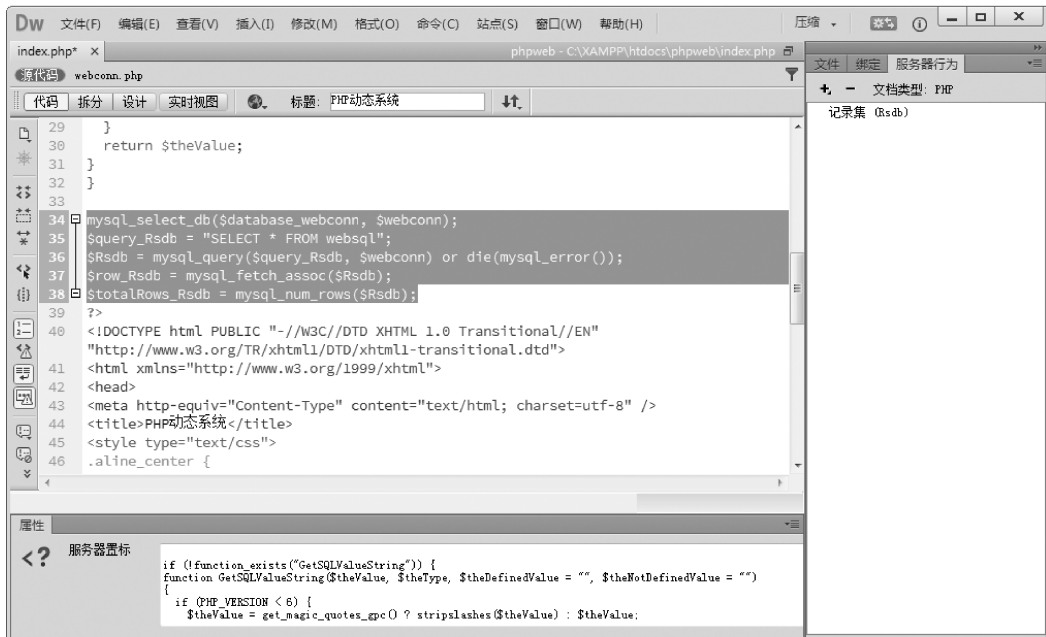 Dw 文件(F) 编辑(E) 查看(V) 插入(I) 修改(M) 格式(O) 命令(C) 站点(S) 窗口(W) 帮助(H) 压缩
index.php* × phpweb - C:\XAMPP\htdocs\phpweb\index.php
源代码 webconn.php
代码 拆分 设计 实时视图 标题: PHP动态系统
29 }
30 return $theValue;
31 }
32 }
33
34 mysql_select_db($database_webconn, $webconn);
35 $query_Rsdb = "SELECT * FROM websql";
36 $Rsdb = mysql_query($query_Rsdb, $webconn) or die(mysql_error());
37 $row_Rsdb = mysql_fetch_assoc($Rsdb);
38 $totalRows_Rsdb = mysql_num_rows($Rsdb);
39 ?>
40 <!DOCTYPE html PUBLIC "-//W3C//DTD XHTML 1.0 Transitional//EN"
"http://www.w3.org/TR/xhtml1/DTD/xhtml1-transitional.dtd">
41 <html xmlns="http://www.w3.org/1999/xhtml">
42 <head>
43 <meta http-equiv="Content-Type" content="text/html; charset=utf-8" />
44 <title>PHP动态系统</title>
45 <style type="text/css">
46 .aline_center {
文件 绑定 服务器行为
+ - 文档类型: PHP
记录集 (Rsdb)
属性
<? 服务器置标
if (!function_exists("GetSQLValueString")) {
function GetSQLValueString($theValue, $theType, $theDefinedValue = "", $theNotDefinedValue = "")
{
if (PHP_VERSION < 6) {
$theValue = get_magic_quotes_gpc() ? stripslashes($theValue) : $theValue;